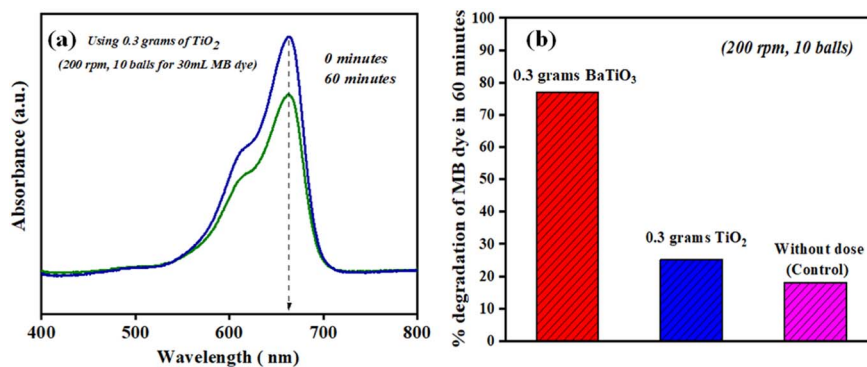 (a)
Using 0.3 grams of TiO₂
(200 rpm, 10 balls for 30mL MB dye)
0 minutes
60 minutes
Absorbance (a.u.)
400 500 600 700 800
Wavelength ( nm)
(b)
(200 rpm, 10 balls)
% degradation of MB dye in 60 minutes
100
90
80
70
60
50
40
30
20
10
0
0.3 grams BaTiO₃
0.3 grams TiO₂
Without dose
(Control)